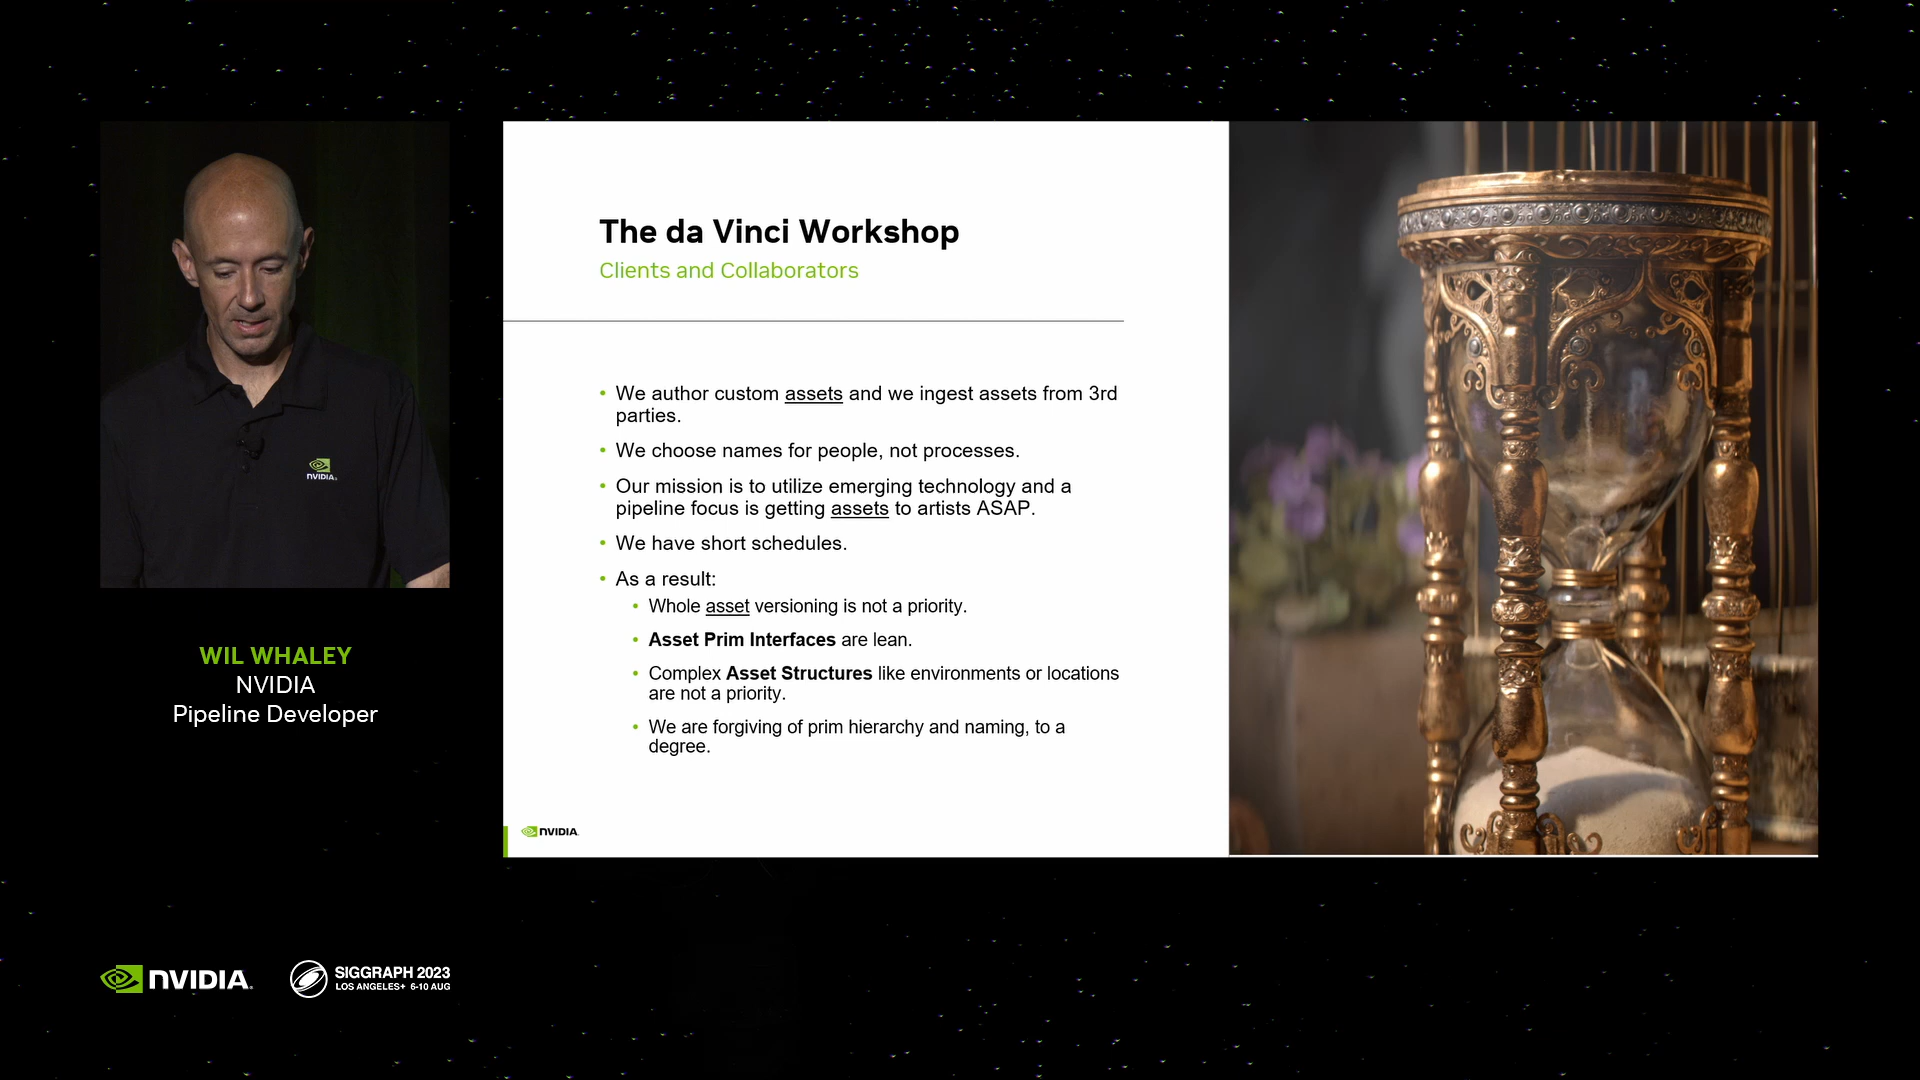 NVIDIA.
WIL WHALEY
NVIDIA
Pipeline Developer
The da Vinci Workshop
Clients and Collaborators
• We author custom assets and we ingest assets from 3rd
parties.
• We choose names for people, not processes.
• Our mission is to utilize emerging technology and a
pipeline focus is getting assets to artists ASAP.
• We have short schedules.
• As a result:
• Whole asset versioning is not a priority.
• Asset Prim Interfaces are lean.
• Complex Asset Structures like environments or locations
are not a priority.
• We are forgiving of prim hierarchy and naming, to a
degree.
NVIDIA.
NVIDIA.
SIGGRAPH 2023
LOS ANGELES+ 6-10 AUG